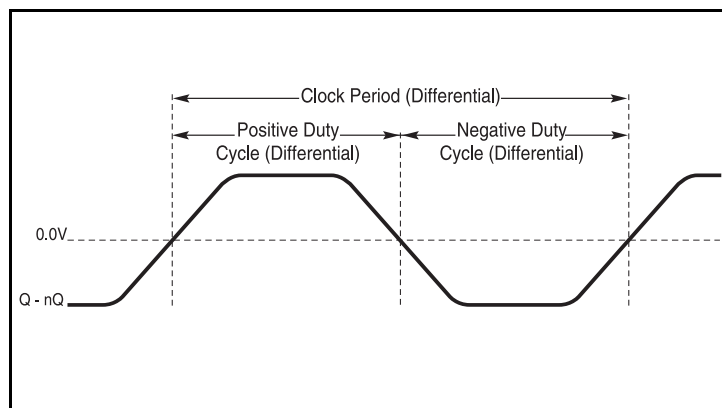 Clock Period (Differential)
Positive Duty
Cycle (Differential)
Negative Duty
Cycle (Differential)
0.0V
Q - nQ